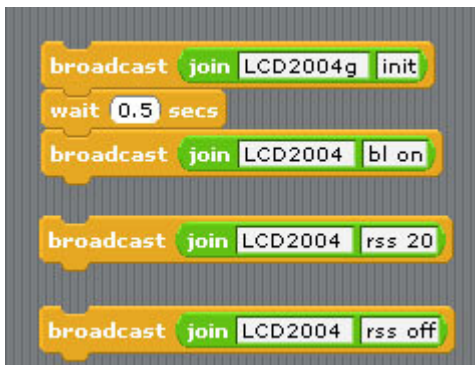 broadcast join LCD2004g init
wait 0.5 secs
broadcast join LCD2004 bl on
broadcast join LCD2004 rss 20
broadcast join LCD2004 rss off